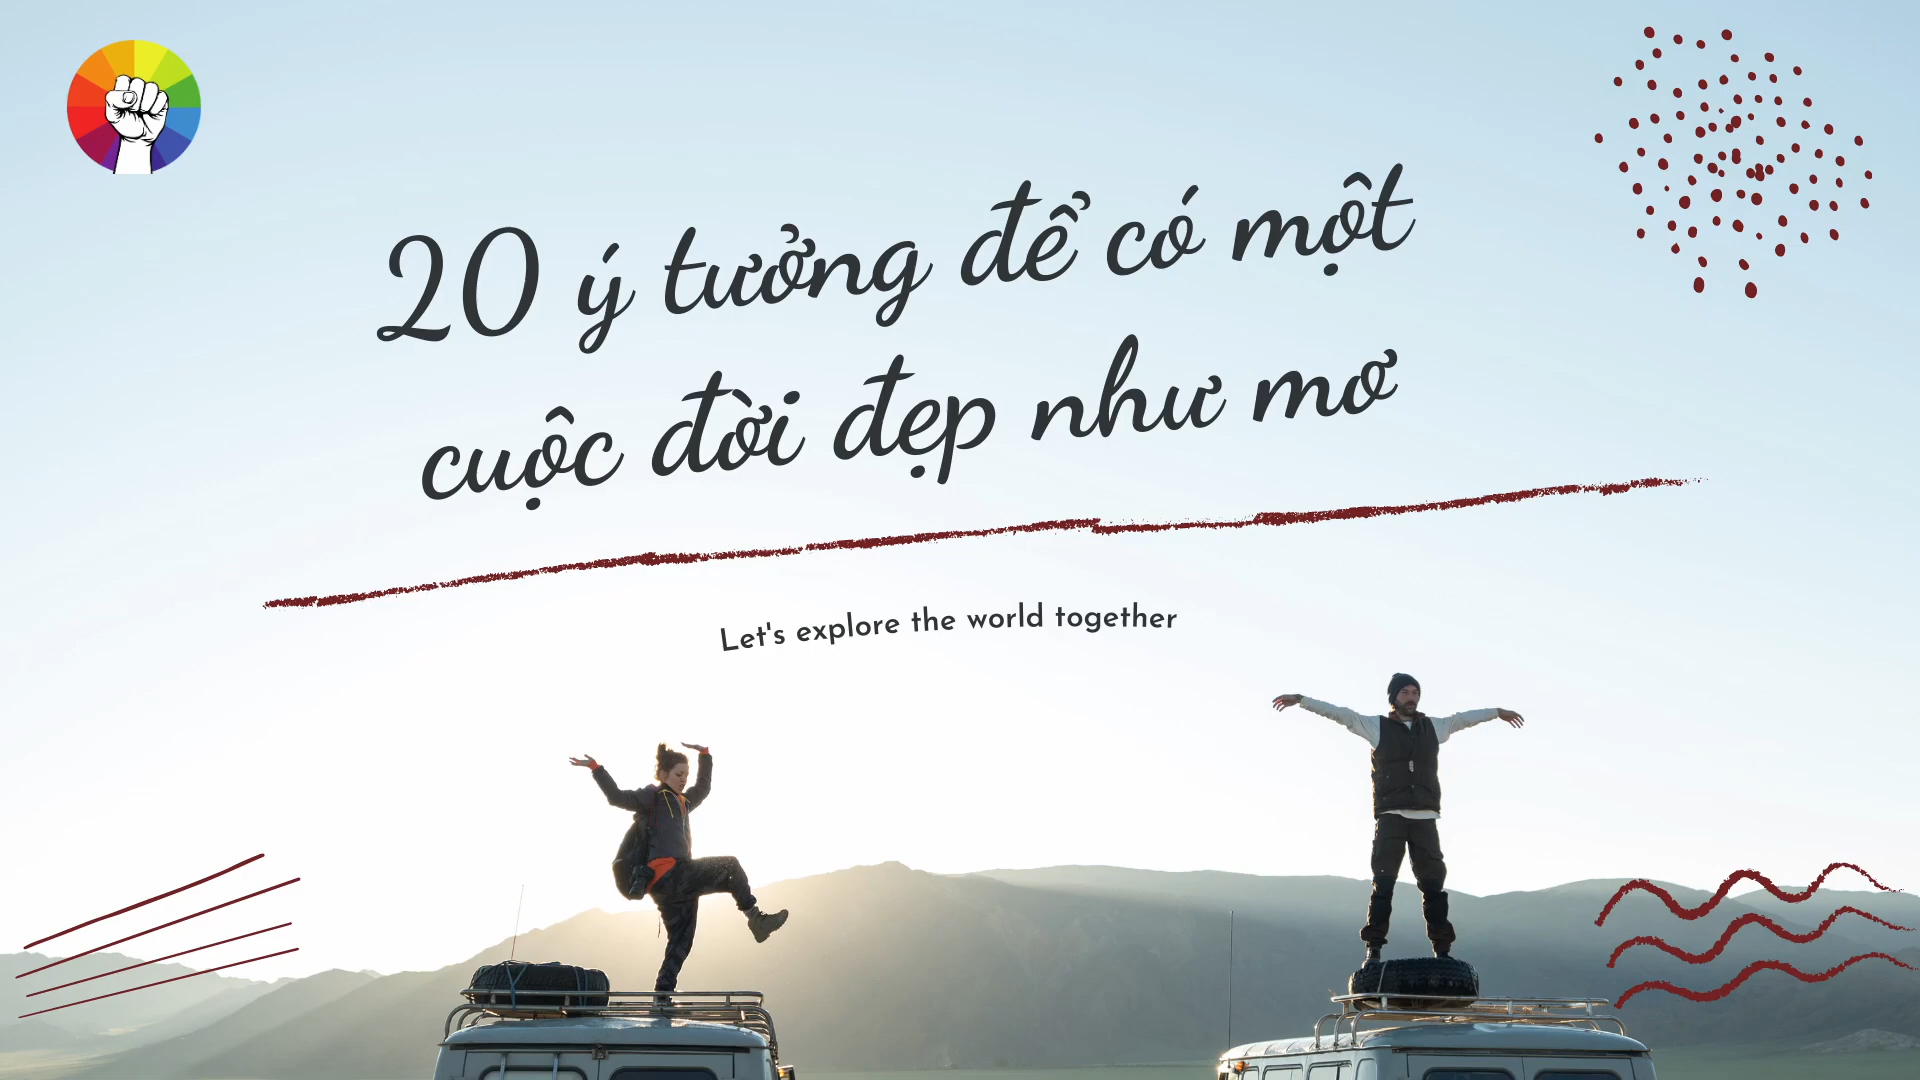 20 ý tưởng để có một
cuộc đời đẹp như mơ
Let's explore the world together